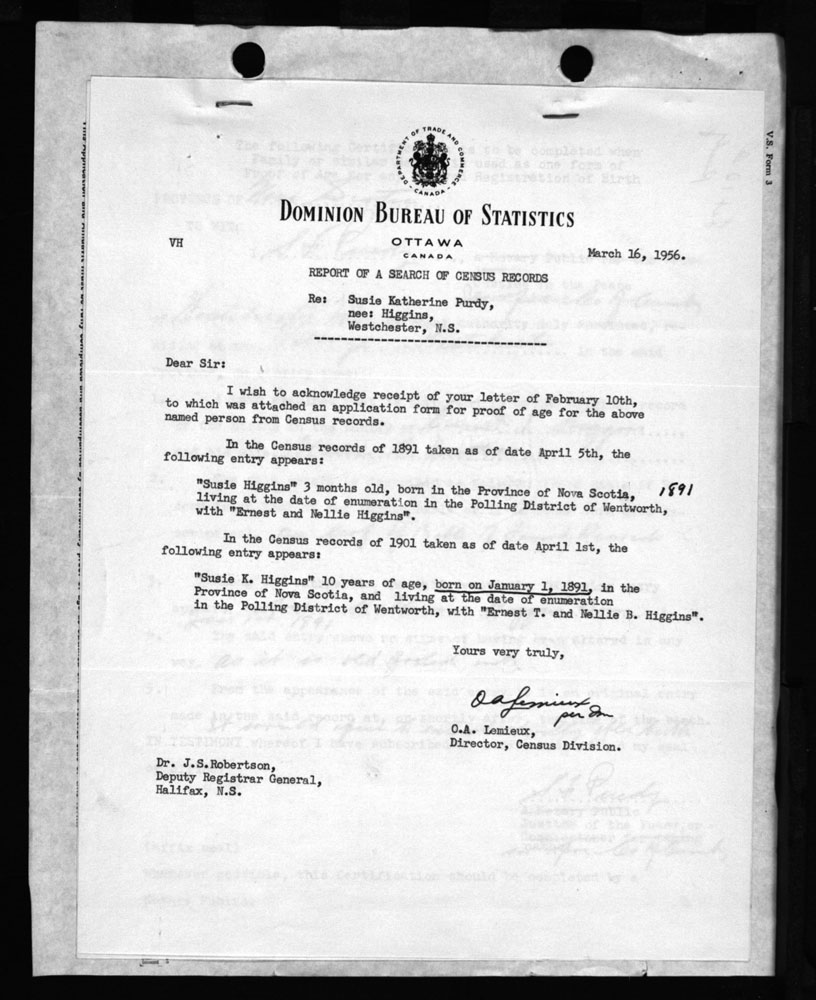 V.S. Form 3
DEPARTMENT OF TRADE AND COMMERCE
CANADA
DOMINION BUREAU OF STATISTICS
VH
OTTAWA
CANADA
March 16, 1956.
REPORT OF A SEARCH OF CENSUS RECORDS
Re: Susie Katherine Purdy,
nee: Higgins,
Westchester, N.S.
Dear Sir:
I wish to acknowledge receipt of your letter of February 10th,
to which was attached an application form for proof of age for the above
named person from Census records.
In the Census records of 1891 taken as of date April 5th, the
following entry appears:
"Susie Higgins" 3 months old, born in the Province of Nova Scotia, 1891
living at the date of enumeration in the Polling District of Wentworth,
with "Ernest and Nellie Higgins".
In the Census records of 1901 taken as of date April 1st, the
following entry appears:
"Susie K. Higgins" 10 years of age, born on January 1, 1891, in the
Province of Nova Scotia, and living at the date of enumeration
in the Polling District of Wentworth, with "Ernest T. and Nellie B. Higgins".
Yours very truly,
O A Lemieux
per
O.A. Lemieux,
Director, Census Division.
Dr. J.S.Robertson,
Deputy Registrar General,
Halifax, N.S.